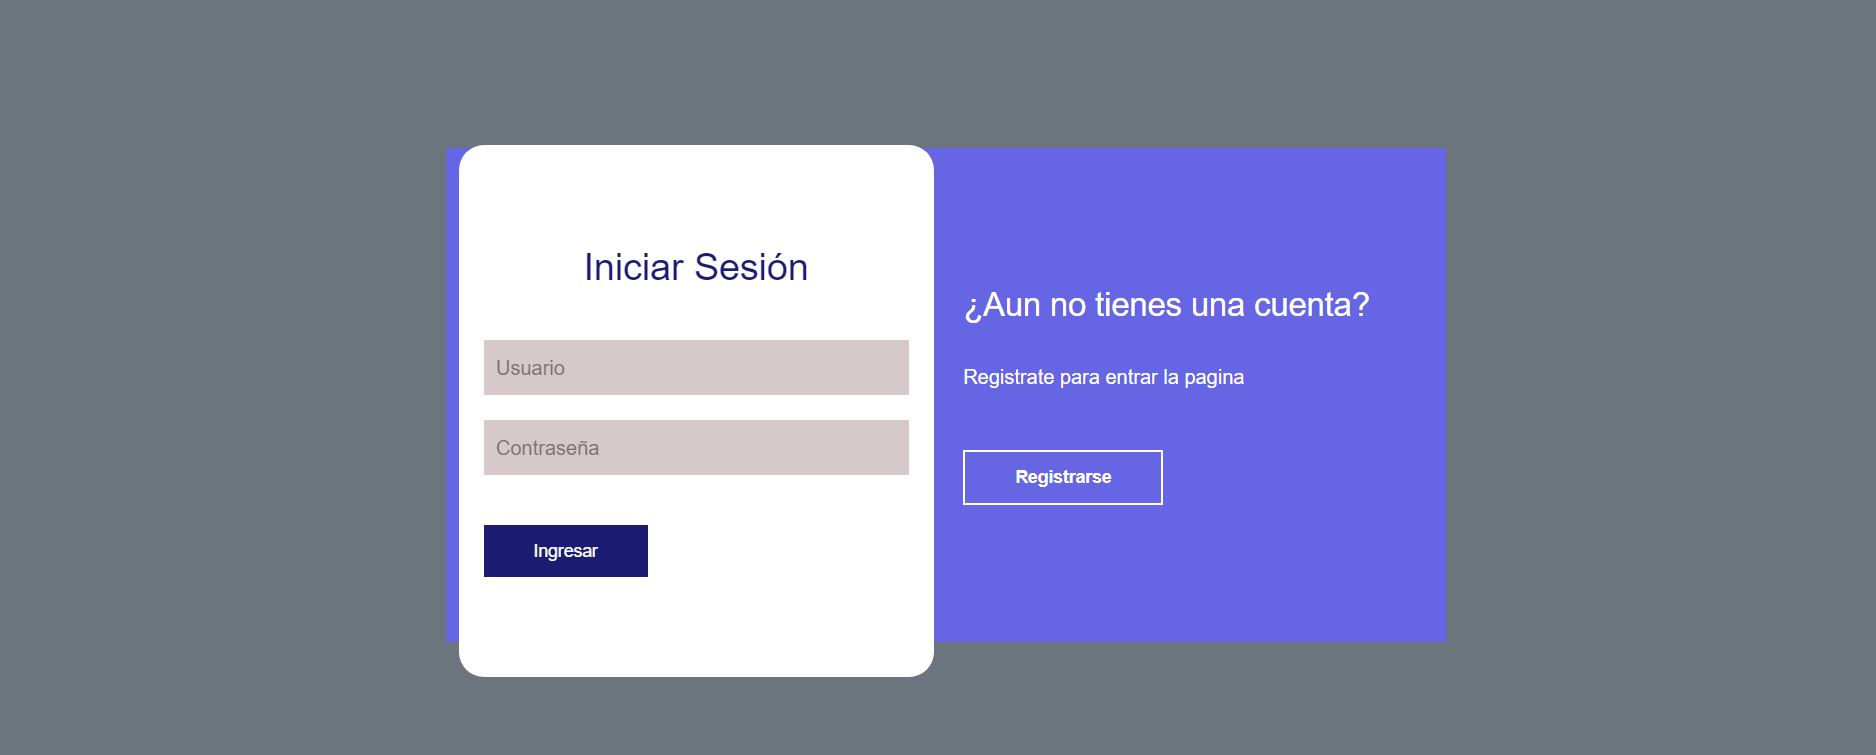 Iniciar Sesión
Usuario
Contraseña
Ingresar
¿Aun no tienes una cuenta?
Registrate para entrar la pagina
Registrarse